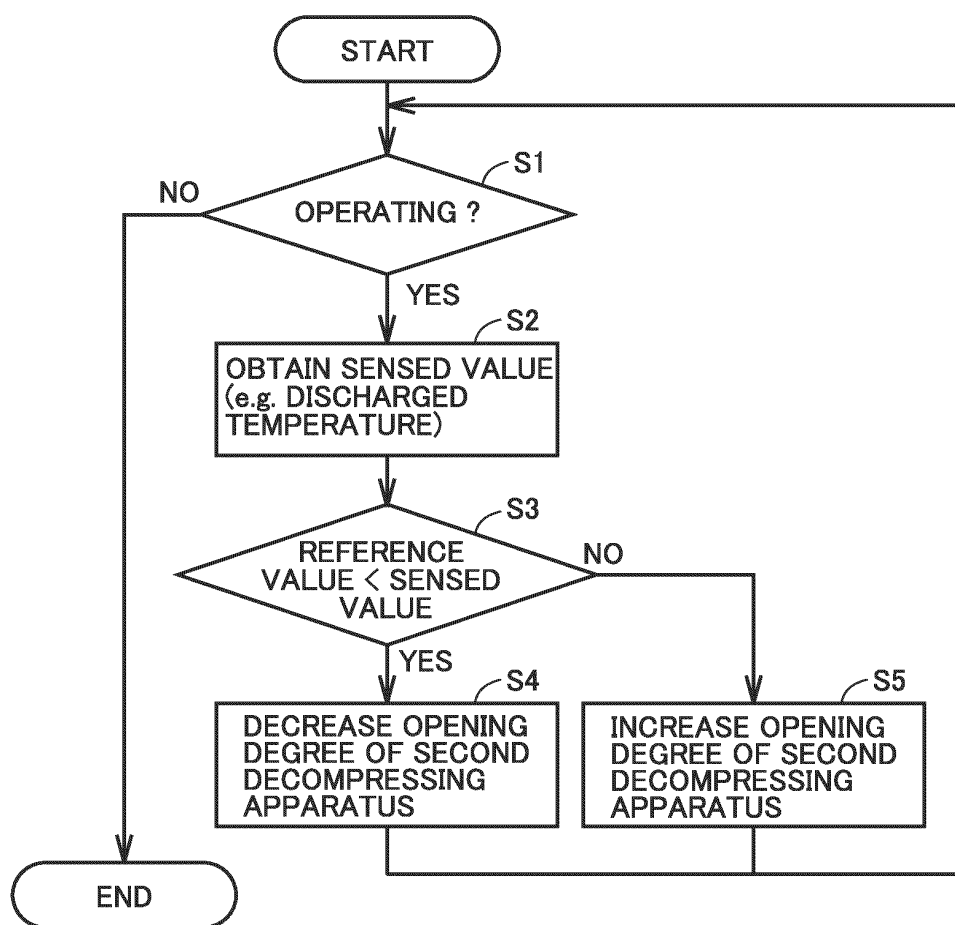 START
S1
NO
OPERATING ?
YES
S2
OBTAIN SENSED VALUE
(e.g. DISCHARGED
TEMPERATURE)
S3
REFERENCE
VALUE < SENSED
VALUE
NO
YES
S4
DECREASE OPENING
DEGREE OF SECOND
DECOMPRESSING
APPARATUS
S5
INCREASE OPENING
DEGREE OF SECOND
DECOMPRESSING
APPARATUS
END